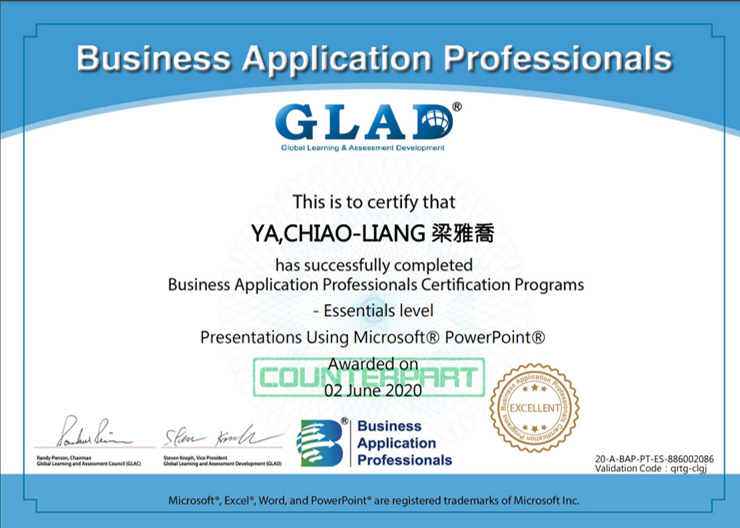 Business Application Professionals
GLAD®
Global Learning & Assessment Development
This is to certify that
YA,CHIAO-LIANG 梁雅喬
has successfully completed
Business Application Professionals Certification Programs
- Essentials level
Presentations Using Microsoft® PowerPoint®
Awarded on
COUNTERPART
02 June 2020
Business Application Professionals
EXCELLENT
Certification Programs
B®
Business
Application
Professionals
Randy Pierson, Chairman
Global Learning and Assessment Council (GLAC)
Steven Knoph, Vice President
Global Learning and Assessment Development (GLAD)
20-A-BAP-PT-ES-886002086
Validation Code : qrtg-clgj
Microsoft®, Excel®, Word, and PowerPoint® are registered trademarks of Microsoft Inc.